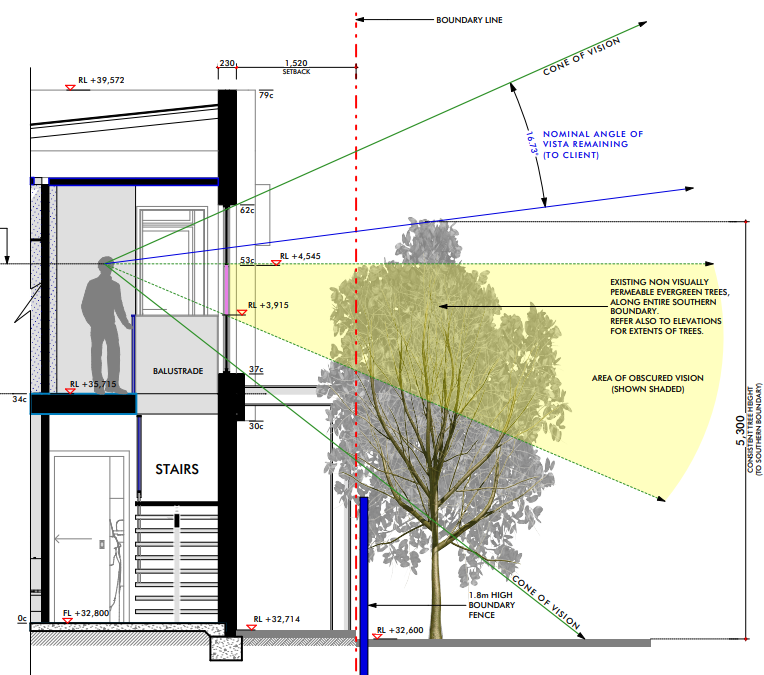 BOUNDARY LINE
CONE OF VISION
230
1,520
SETBACK
RL +39,572
79c
16.73°
NOMINAL ANGLE OF
VISTA REMAINING
(TO CLIENT)
62c
53c
RL +4,545
EXISTING NON VISUALLY
PERMEABLE EVERGREEN TREES,
ALONG ENTIRE SOUTHERN
BOUNDARY.
REFER ALSO TO ELEVATIONS
FOR EXTENTS OF TREES.
RL +3,915
BALUSTRADE
37c
AREA OF OBSCURED VISION
(SHOWN SHADED)
RL +35,715
34c
30c
5,300
CONSISTENT TREE HEIGHT
(TO SOUTHERN BOUNDARY)
STAIRS
CONE OF VISION
1.8m HIGH
BOUNDARY
FENCE
FL +32,800
0c
RL +32,714
RL +32,600